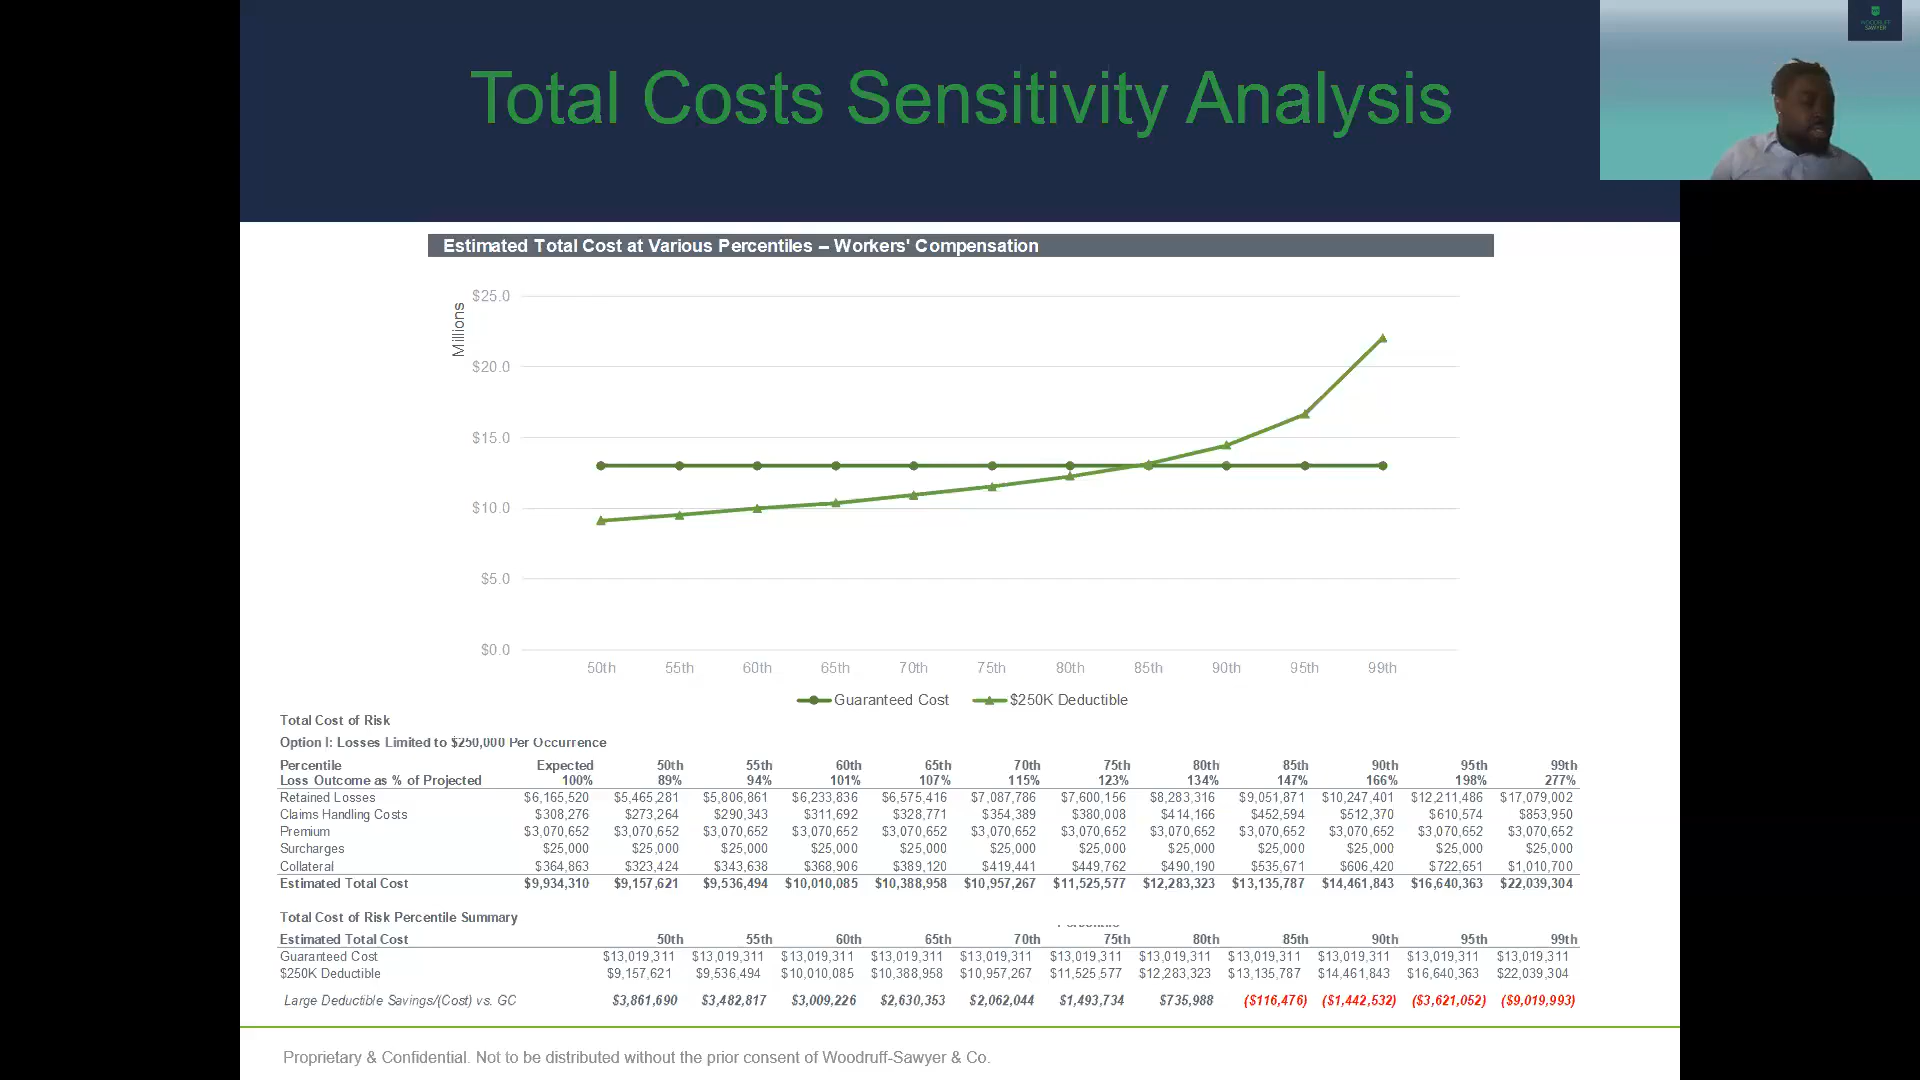 WOODRUFF
SAWYER
Total Costs Sensitivity Analysis
Estimated Total Cost at Various Percentiles – Workers' Compensation
Millions
$25.0
$20.0
$15.0
$10.0
$5.0
$0.0
50th 55th 60th 65th 70th 75th 80th 85th 90th 95th 99th
Guaranteed Cost $250K Deductible
Total Cost of Risk
Option I: Losses Limited to $250,000 Per Occurrence
Percentile Expected 50th 55th 60th 65th 70th 75th 80th 85th 90th 95th 99th
Loss Outcome as % of Projected 100% 89% 94% 101% 107% 115% 123% 134% 147% 166% 198% 277%
Retained Losses $6,165,520 $5,465,281 $5,806,861 $6,233,836 $6,575,416 $7,087,786 $7,600,156 $8,283,316 $9,051,871 $10,247,401 $12,211,486 $17,079,002
Claims Handling Costs $308,276 $273,264 $290,343 $311,692 $328,771 $354,389 $380,008 $414,166 $452,594 $512,370 $610,574 $853,950
Premium $3,070,652 $3,070,652 $3,070,652 $3,070,652 $3,070,652 $3,070,652 $3,070,652 $3,070,652 $3,070,652 $3,070,652 $3,070,652 $3,070,652
Surcharges $25,000 $25,000 $25,000 $25,000 $25,000 $25,000 $25,000 $25,000 $25,000 $25,000 $25,000 $25,000
Collateral $364,863 $323,424 $343,638 $368,906 $389,120 $419,441 $449,762 $490,190 $535,671 $606,420 $722,651 $1,010,700
Estimated Total Cost $9,934,310 $9,157,621 $9,536,494 $10,010,085 $10,388,958 $10,957,267 $11,525,577 $12,283,323 $13,135,787 $14,461,843 $16,640,363 $22,039,304
Total Cost of Risk Percentile Summary
Estimated Total Cost 50th 55th 60th 65th 70th 75th 80th 85th 90th 95th 99th
Guaranteed Cost $13,019,311 $13,019,311 $13,019,311 $13,019,311 $13,019,311 $13,019,311 $13,019,311 $13,019,311 $13,019,311 $13,019,311 $13,019,311
$250K Deductible $9,157,621 $9,536,494 $10,010,085 $10,388,958 $10,957,267 $11,525,577 $12,283,323 $13,135,787 $14,461,843 $16,640,363 $22,039,304
Large Deductible Savings/(Cost) vs. GC $3,861,690 $3,482,817 $3,009,226 $2,630,353 $2,062,044 $1,493,734 $735,988 ($116,476) ($1,442,532) ($3,621,052) ($9,019,993)
Proprietary & Confidential. Not to be distributed without the prior consent of Woodruff-Sawyer & Co.